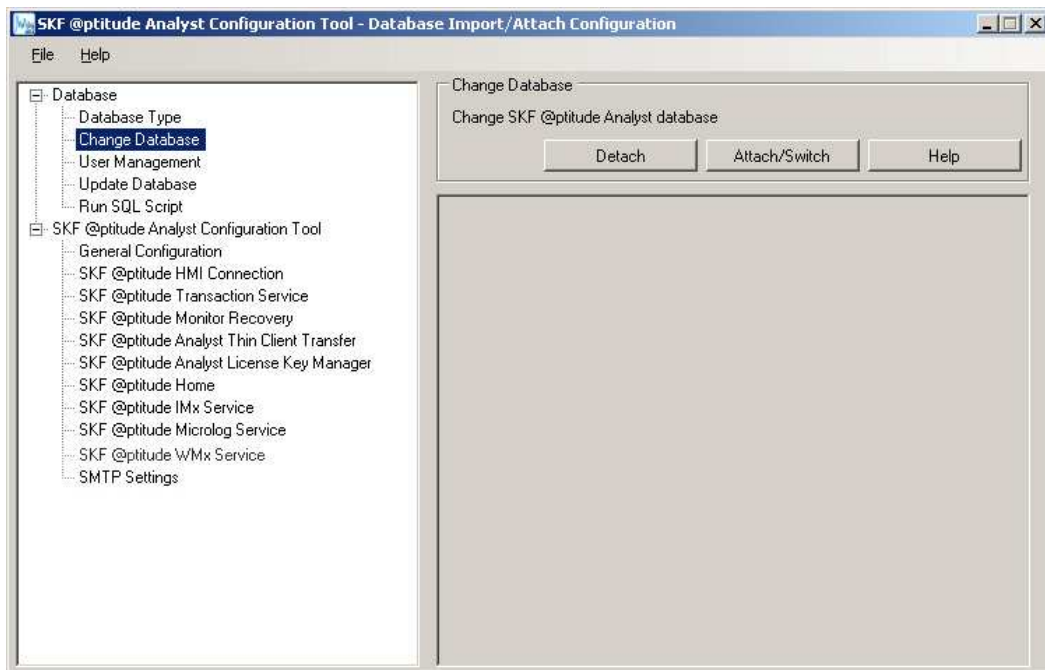 SKF @ptitude Analyst Configuration Tool - Database Import/Attach Configuration
File Help
Database
Database Type
Change Database
User Management
Update Database
Run SQL Script
SKF @ptitude Analyst Configuration Tool
General Configuration
SKF @ptitude HMI Connection
SKF @ptitude Transaction Service
SKF @ptitude Monitor Recovery
SKF @ptitude Analyst Thin Client Transfer
SKF @ptitude Analyst License Key Manager
SKF @ptitude Home
SKF @ptitude IMx Service
SKF @ptitude Microlog Service
SKF @ptitude WMx Service
SMTP Settings
Change Database
Change SKF @ptitude Analyst database
Detach Attach/Switch Help